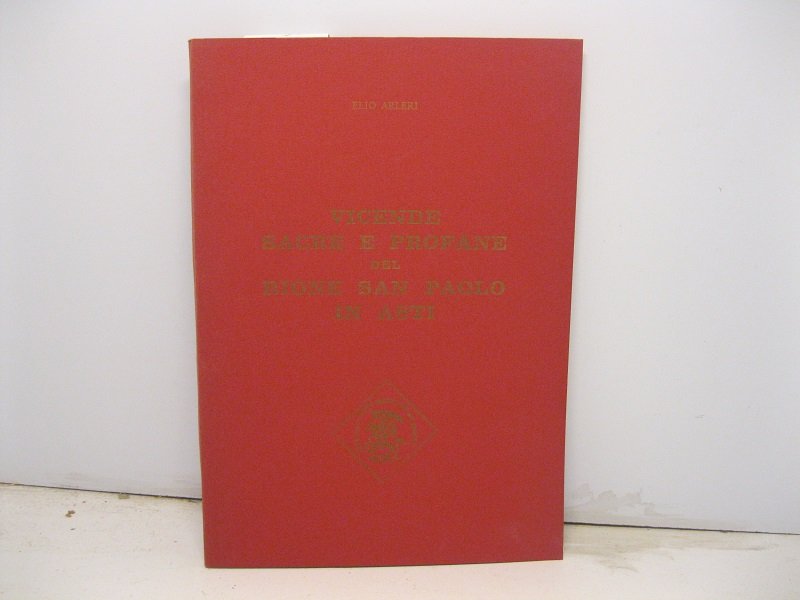 ELIO ARLERI
VICENDE
SACRE E PROFANE
DEL
RIONE SAN PAOLO
IN ASTI